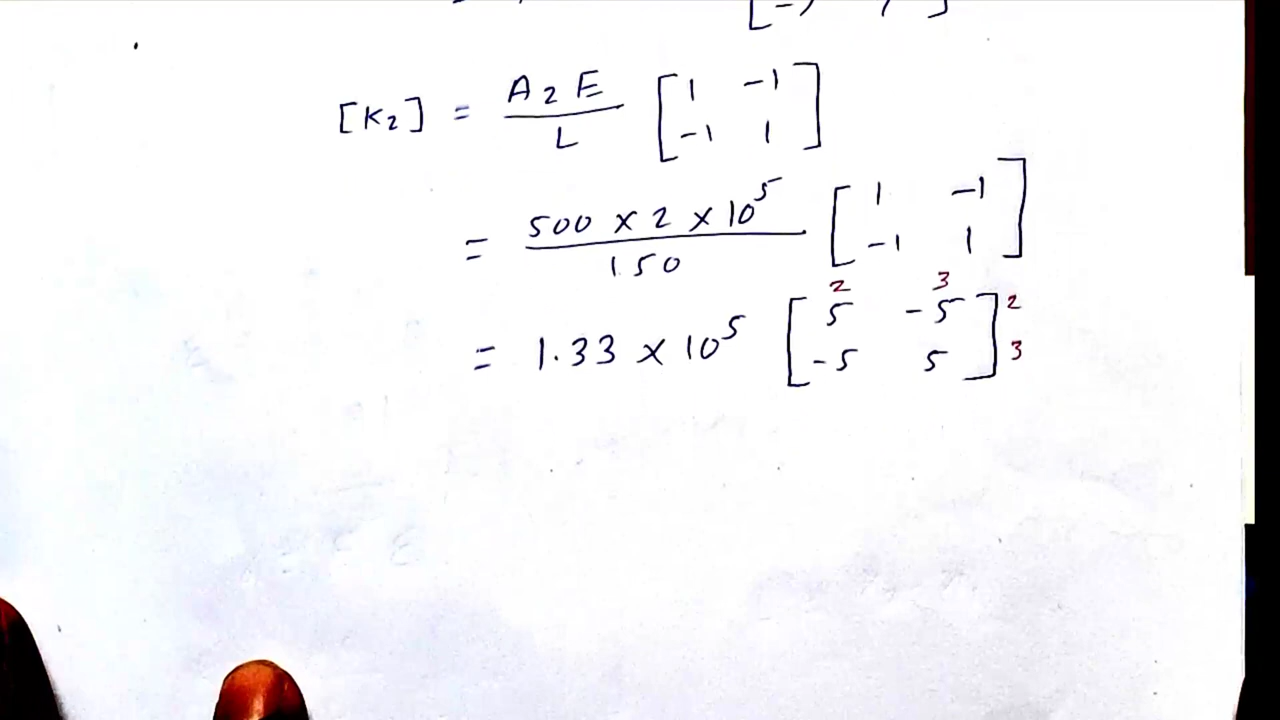 [K2] = A2E / L [1 -1; -1 1]
= 500 × 2 × 10^5 / 150 [1 -1; -1 1]
2 3
= 1.33 × 10^5 [5 -5; -5 5] 2 3